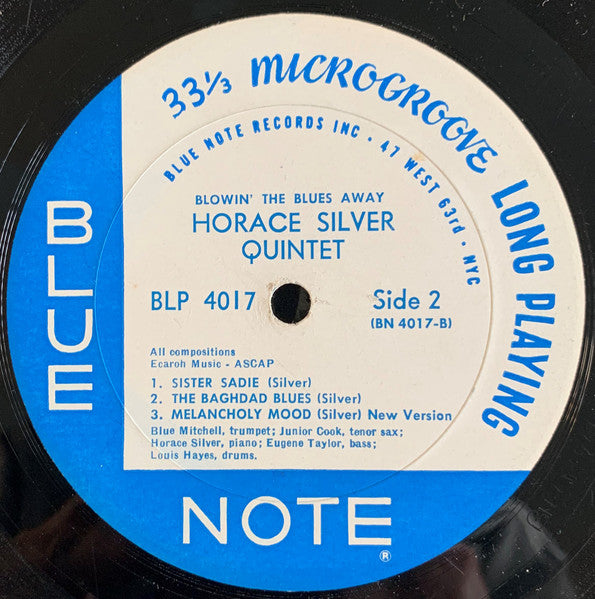 33⅓ MICROGROOVE LONG PLAYING
BLUE NOTE RECORDS INC • 47 WEST 63rd • NYC
BLOWIN' THE BLUES AWAY
HORACE SILVER
QUINTET
BLP 4017 Side 2
(BN 4017-B)
All compositions
Ecaroh Music - ASCAP
1. SISTER SADIE (Silver)
2. THE BAGHDAD BLUES (Silver)
3. MELANCHOLY MOOD (Silver) New Version
Blue Mitchell, trumpet; Junior Cook, tenor sax;
Horace Silver, piano; Eugene Taylor, bass;
Louis Hayes, drums.
BLUE
NOTE®